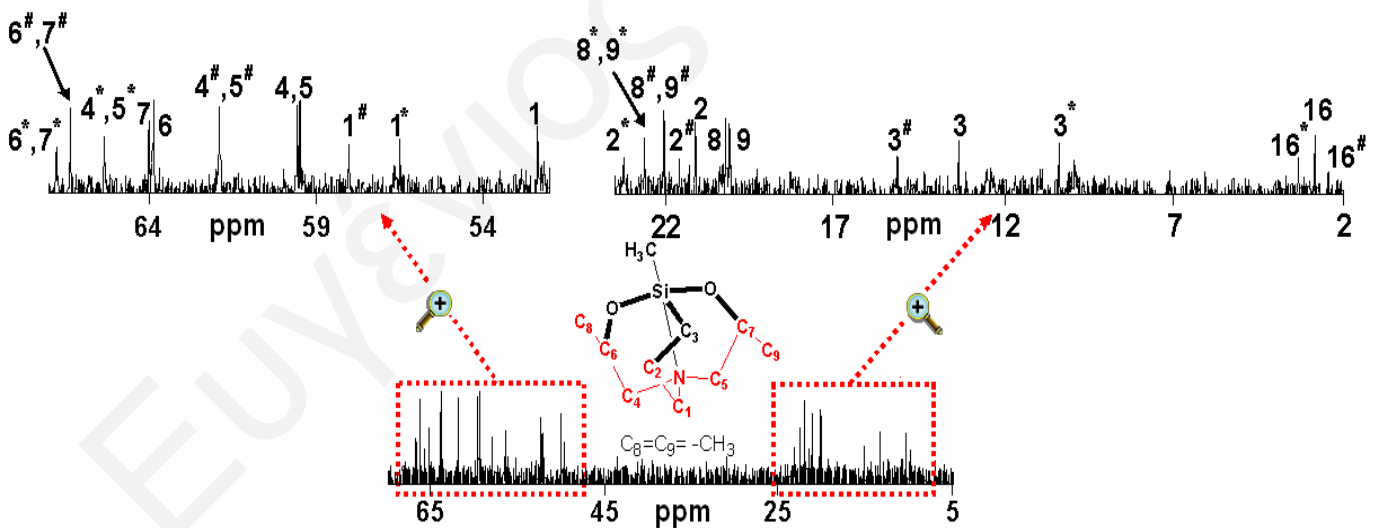 6#,7#
8*,9*
4*,5* 7 6 4#,5# 4,5 8#,9# 2
6*,7* 1# 1* 1 2* 2# 8 9 3# 3 3* 16* 16 16#
64 ppm 59 54 22 17 ppm 12 7 2
H3C
Si O
O
C8 C3 C7
C6 C9
C2
N C5
C4 C1
C8=C9= -CH3
65 45 ppm 25 5
Ευγένιος